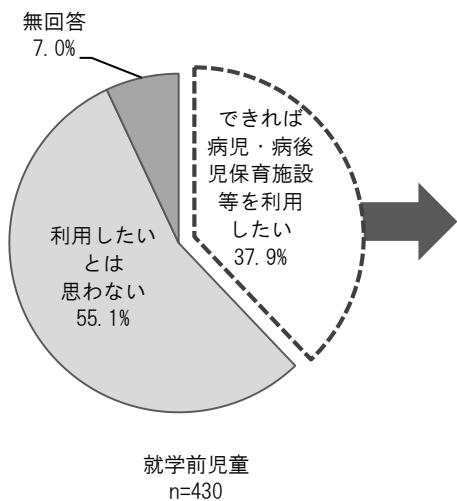 無回答
7.0%
できれば
病児・病後
児保育施設
等を利用
したい
37.9%
利用したい
とは
思わない
55.1%
就学前児童
n=430